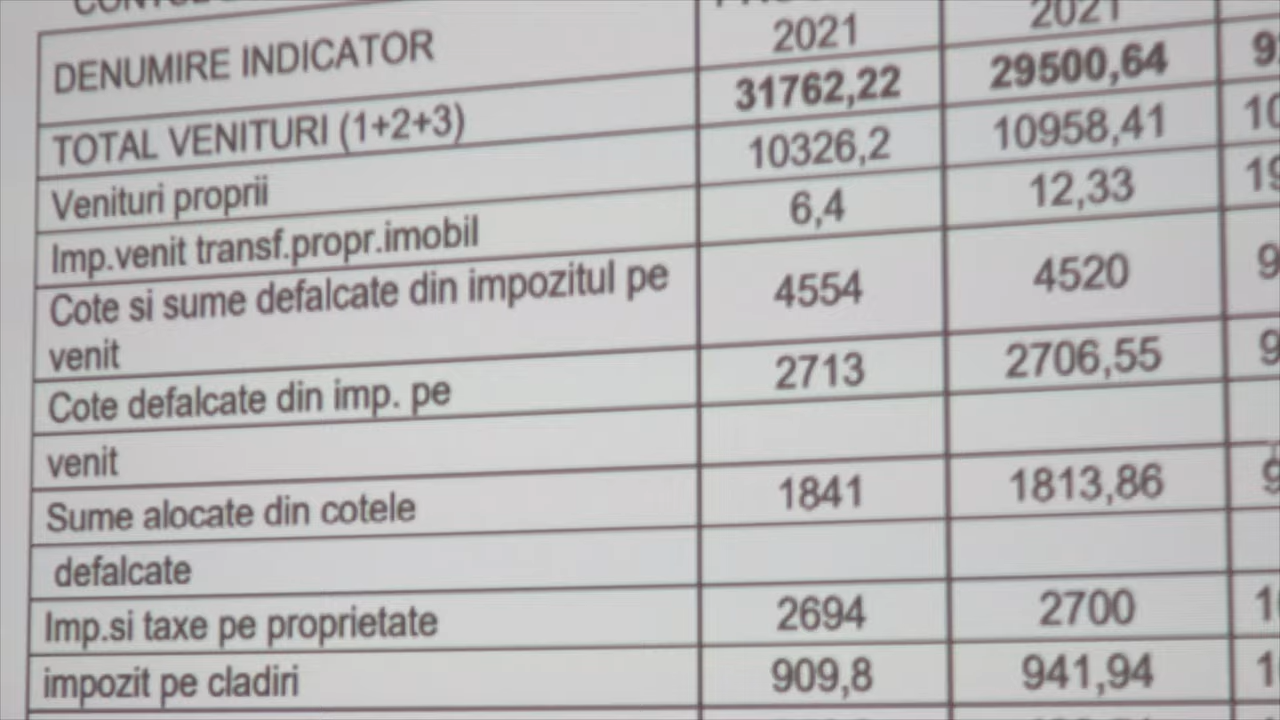 DENUMIRE INDICATOR 2021 2021
TOTAL VENITURI (1+2+3) 31762,22 29500,64
Venituri proprii 10326,2 10958,41
Imp.venit transf.propr.imobil 6,4 12,33
Cote si sume defalcate din impozitul pe 4554 4520
venit
Cote defalcate din imp. pe 2713 2706,55
venit
Sume alocate din cotele 1841 1813,86
defalcate
Imp.si taxe pe proprietate 2694 2700
impozit pe cladiri 909,8 941,94